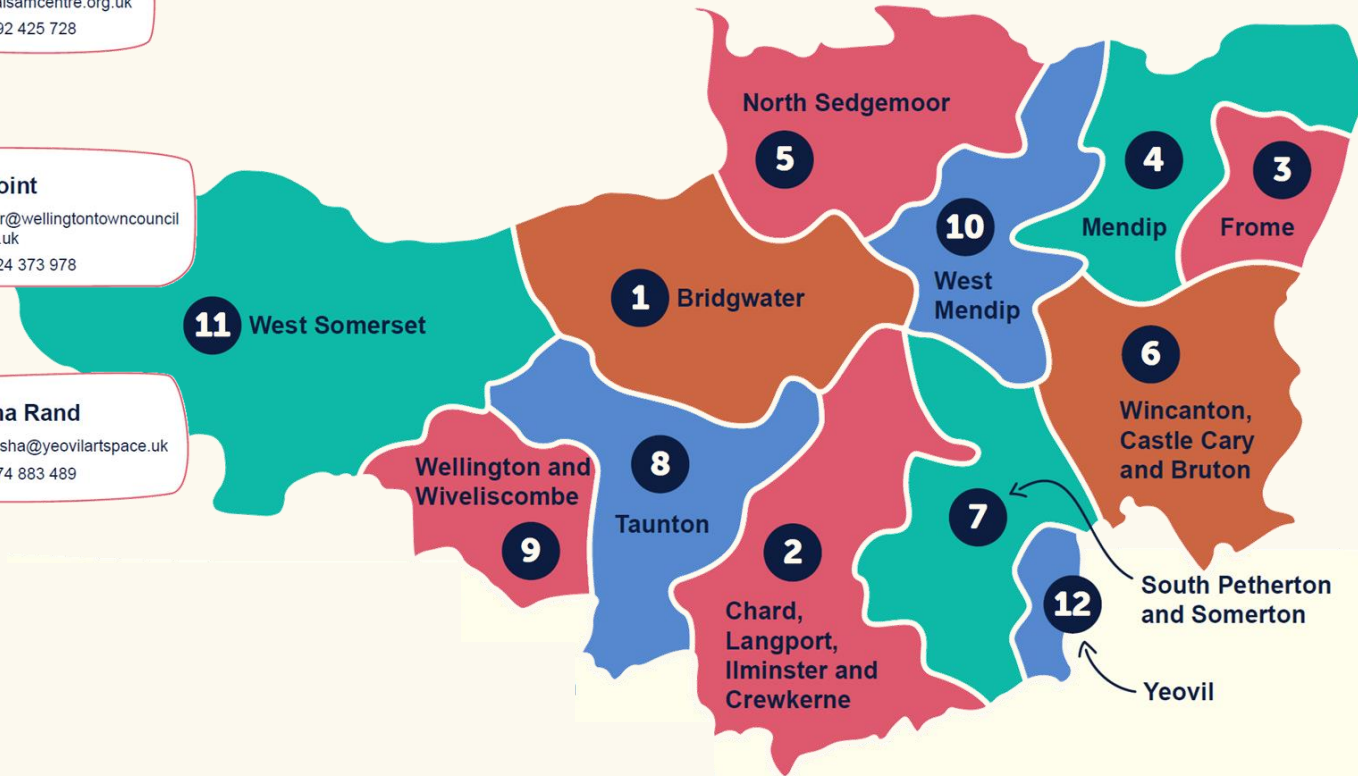 alsamcentre.org.uk
92 425 728
oint
r@wellingtontowncouncil
.uk
24 373 978
na Rand
sha@yeovilartspace.uk
74 883 489
North Sedgemoor
5
4
Mendip
3
Frome
10
West
Mendip
1 Bridgwater
11 West Somerset
6
Wincanton,
Castle Cary
and Bruton
Wellington and
Wiveliscombe
9
8
Taunton
2
Chard,
Langport,
Ilminster and
Crewkerne
7
South Petherton
and Somerton
12
Yeovil